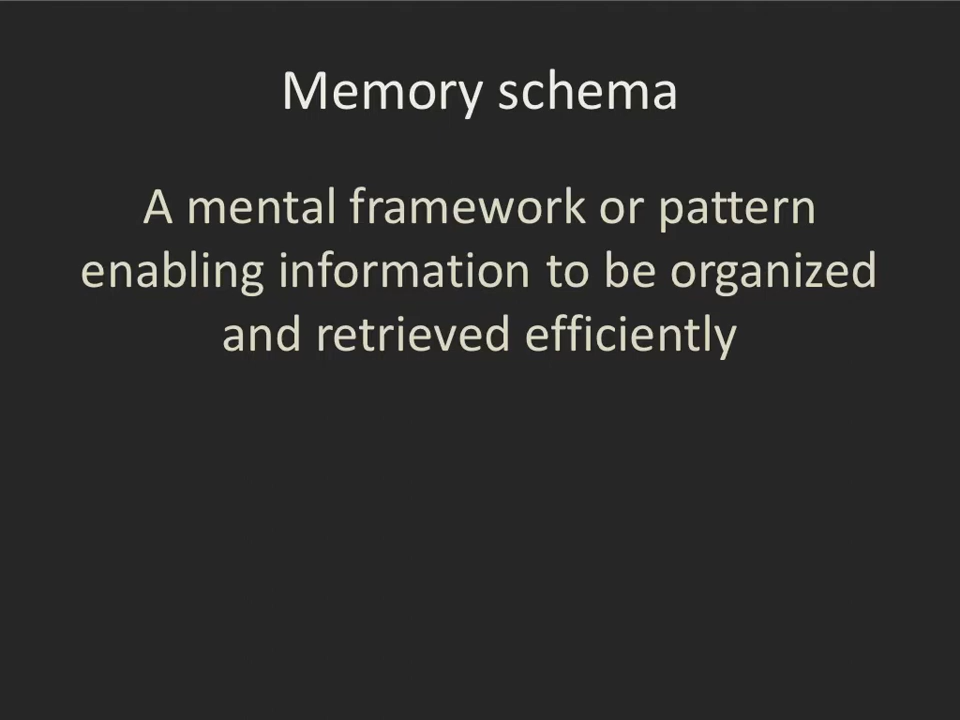 Memory schema
A mental framework or pattern
enabling information to be organized
and retrieved efficiently